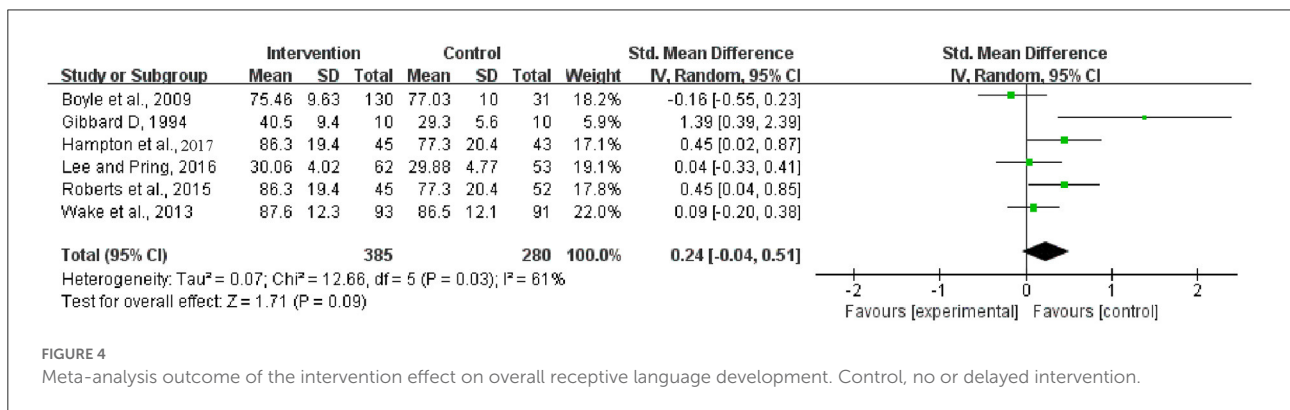 Intervention Control Std. Mean Difference Std. Mean Difference
Study or Subgroup Mean SD Total Mean SD Total Weight IV, Random, 95% CI IV, Random, 95% CI
Boyle et al., 2009 75.46 9.63 130 77.03 10 31 18.2% -0.16 [-0.55, 0.23]
Gibbard D, 1994 40.5 9.4 10 29.3 5.6 10 5.9% 1.39 [0.39, 2.39]
Hampton et al., 2017 86.3 19.4 45 77.3 20.4 43 17.1% 0.45 [0.02, 0.87]
Lee and Pring, 2016 30.06 4.02 62 29.88 4.77 53 19.1% 0.04 [-0.33, 0.41]
Roberts et al., 2015 86.3 19.4 45 77.3 20.4 52 17.8% 0.45 [0.04, 0.85]
Wake et al., 2013 87.6 12.3 93 86.5 12.1 91 22.0% 0.09 [-0.20, 0.38]
Total (95% CI) 385 280 100.0% 0.24 [-0.04, 0.51]
Heterogeneity: Tau² = 0.07; Chi² = 12.66, df = 5 (P = 0.03); I² = 61%
Test for overall effect: Z = 1.71 (P = 0.09)
-2 -1 0 1 2
Favours [experimental] Favours [control]
FIGURE 4
Meta-analysis outcome of the intervention effect on overall receptive language development. Control, no or delayed intervention.